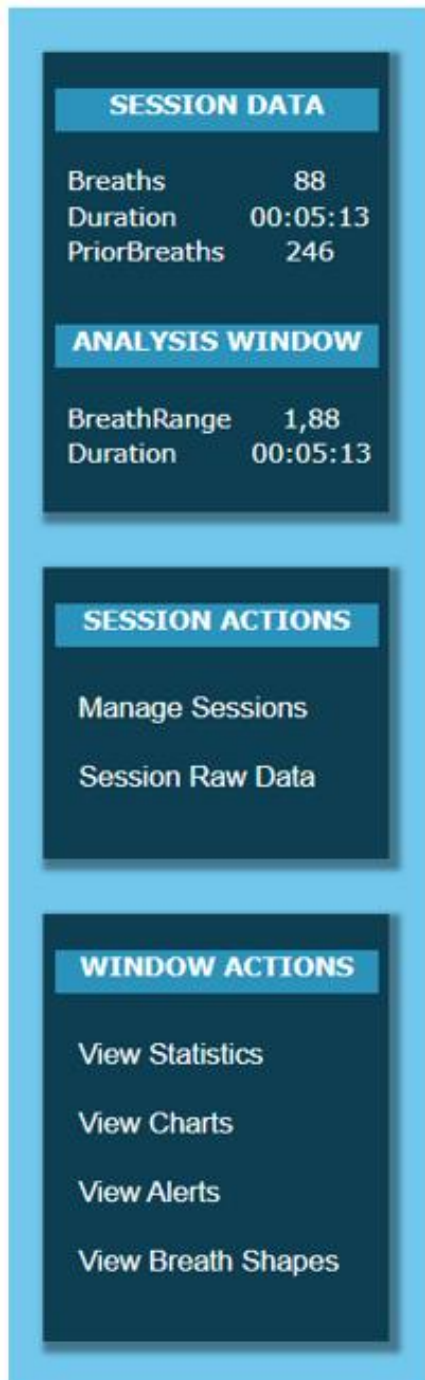 SESSION DATA
Breaths 88
Duration 00:05:13
PriorBreaths 246
ANALYSIS WINDOW
BreathRange 1,88
Duration 00:05:13
SESSION ACTIONS
Manage Sessions
Session Raw Data
WINDOW ACTIONS
View Statistics
View Charts
View Alerts
View Breath Shapes